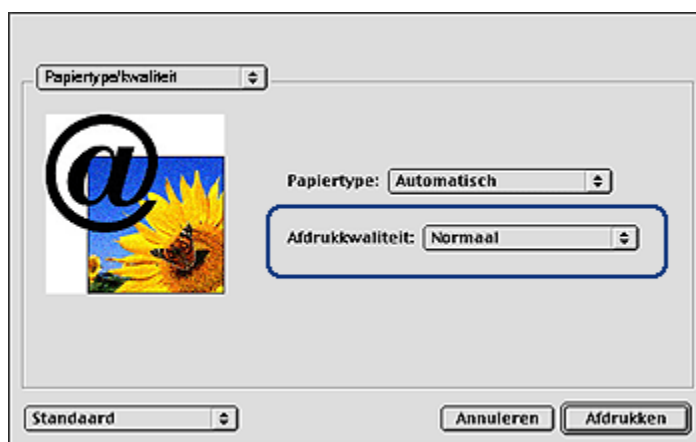 Papiertype/kwaliteit
@
Papiertype: Automatisch
Afdrukkwaliteit: Normaal
Standaard
Annuleren Afdrukken